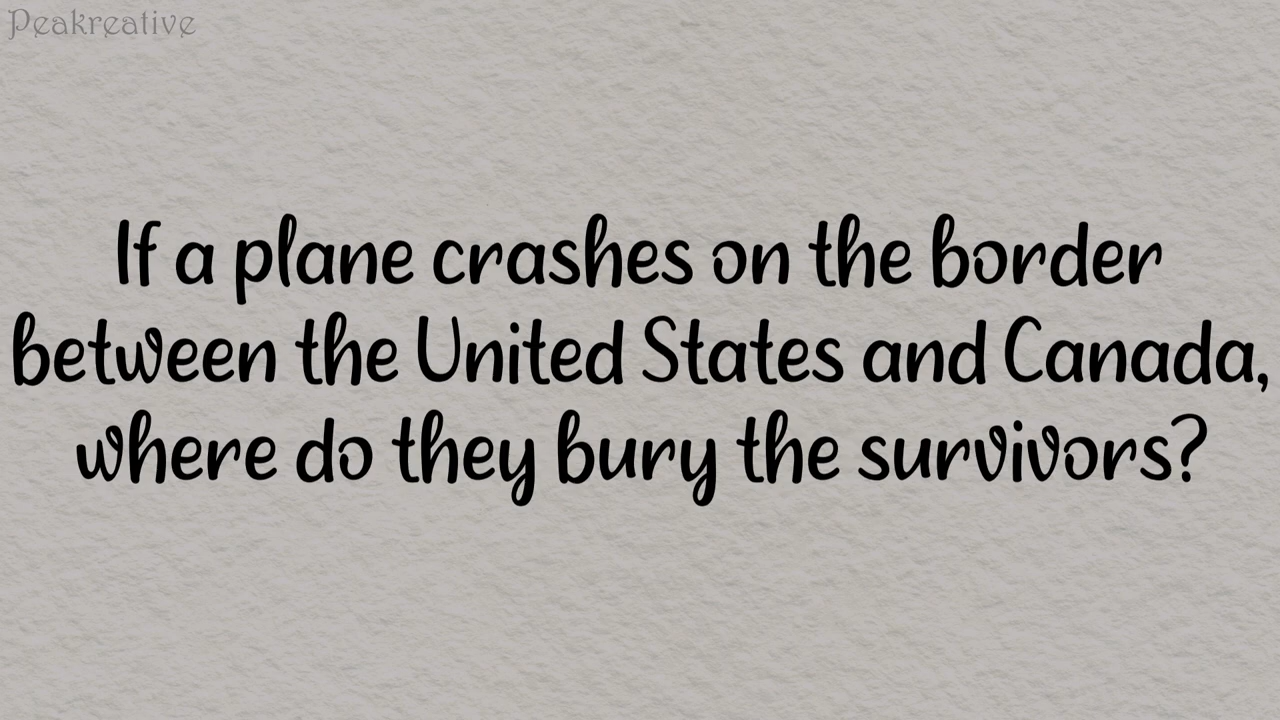 Peakreative
If a plane crashes on the border
between the United States and Canada,
where do they bury the survivors?